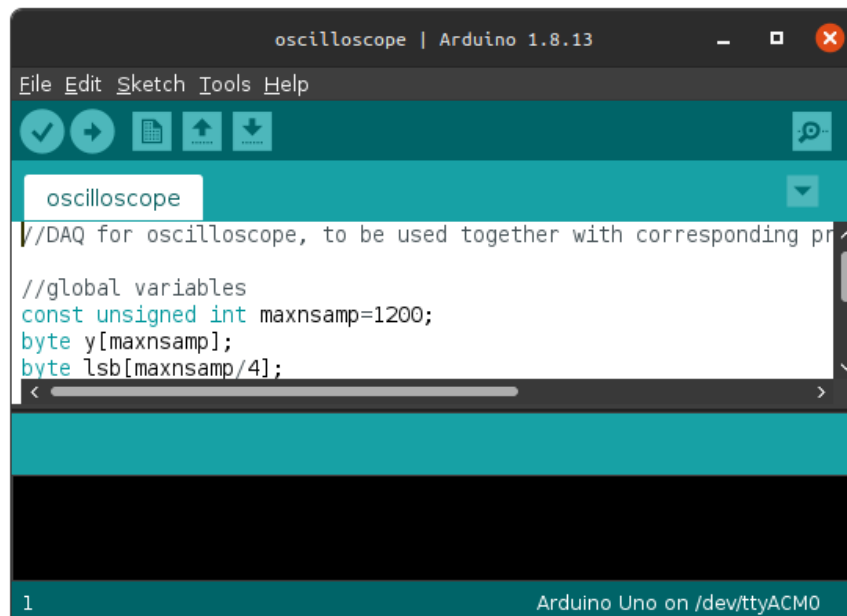 oscilloscope | Arduino 1.8.13
File Edit Sketch Tools Help
oscilloscope
//DAQ for oscilloscope, to be used together with corresponding pr
//global variables
const unsigned int maxnsamp=1200;
byte y[maxnsamp];
byte lsb[maxnsamp/4];
1 Arduino Uno on /dev/ttyACM0